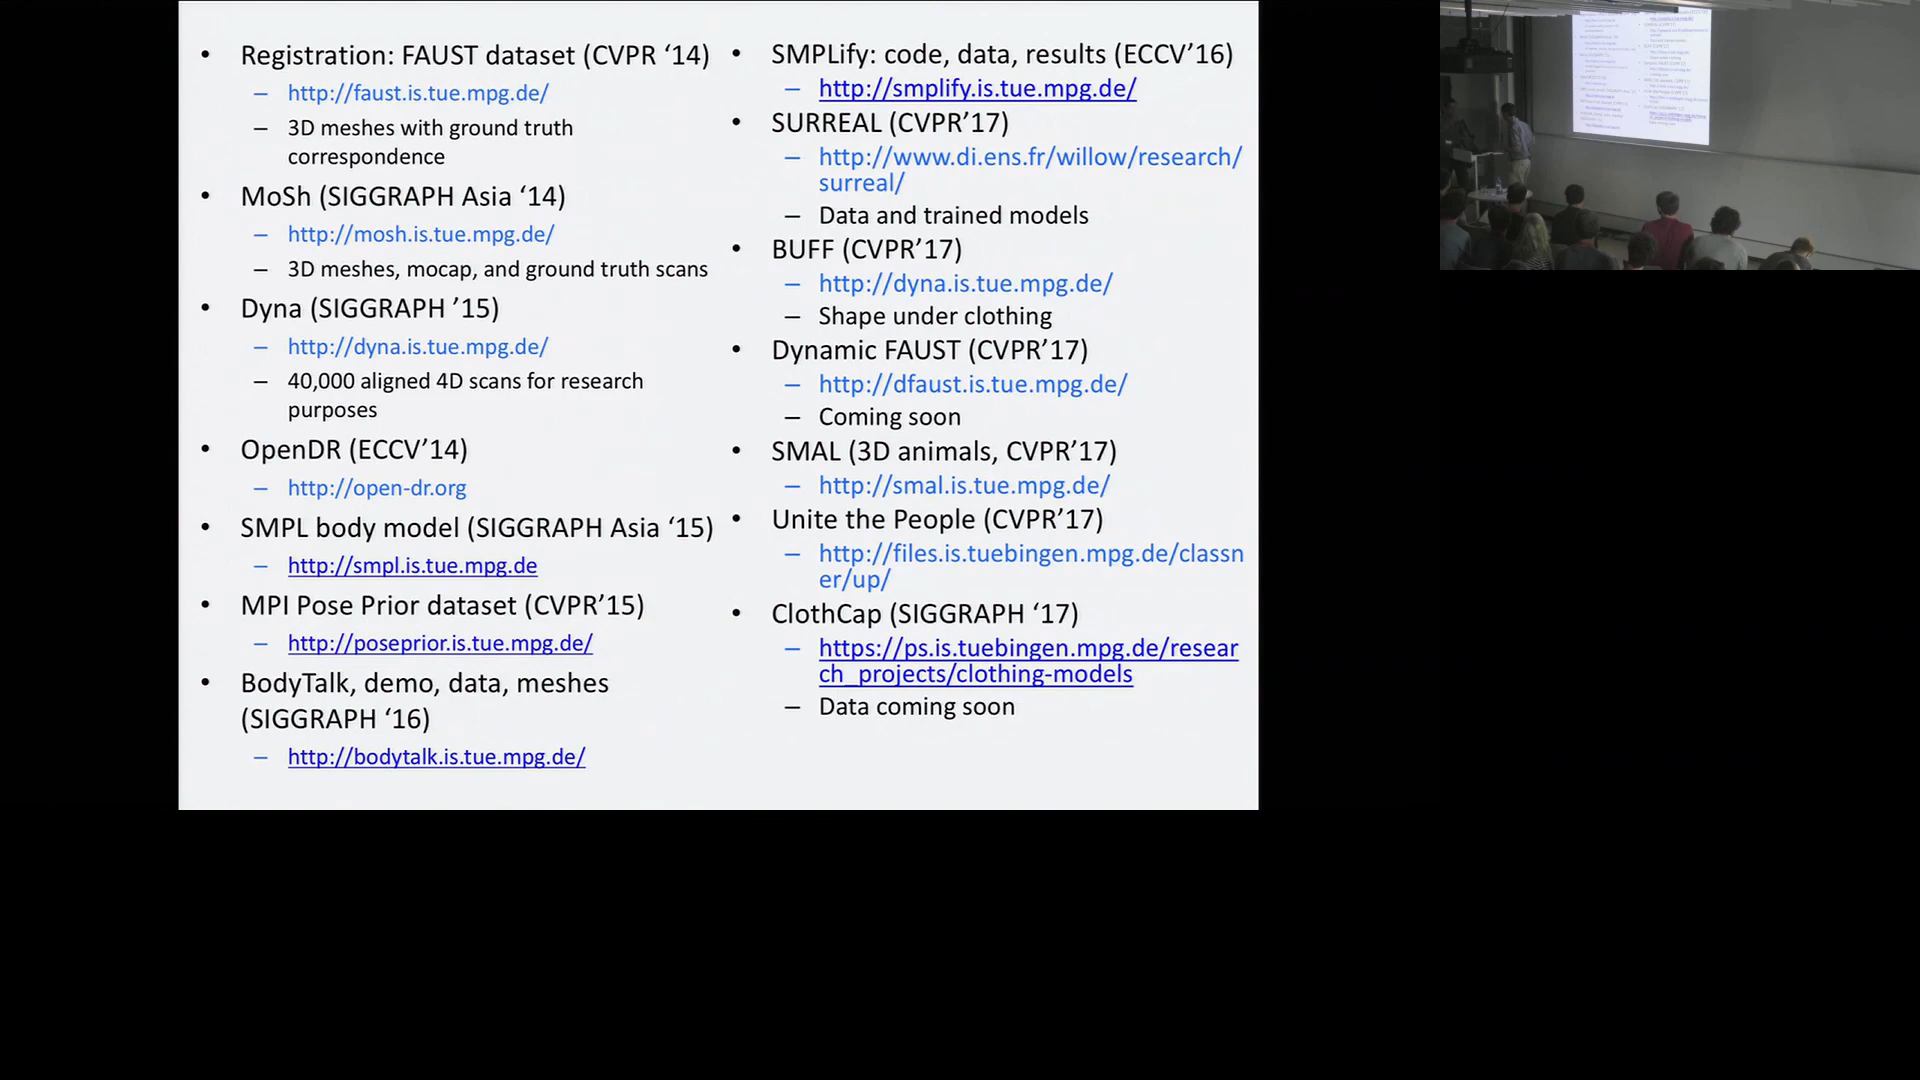 • Registration: FAUST dataset (CVPR ‘14)
– http://faust.is.tue.mpg.de/
– 3D meshes with ground truth
correspondence
• MoSh (SIGGRAPH Asia ‘14)
– http://mosh.is.tue.mpg.de/
– 3D meshes, mocap, and ground truth scans
• Dyna (SIGGRAPH ’15)
– http://dyna.is.tue.mpg.de/
– 40,000 aligned 4D scans for research
purposes
• OpenDR (ECCV’14)
– http://open-dr.org
• SMPL body model (SIGGRAPH Asia ‘15)
– http://smpl.is.tue.mpg.de
• MPI Pose Prior dataset (CVPR’15)
– http://poseprior.is.tue.mpg.de/
• BodyTalk, demo, data, meshes
(SIGGRAPH ‘16)
– http://bodytalk.is.tue.mpg.de/
• SMPLify: code, data, results (ECCV’16)
– http://smplify.is.tue.mpg.de/
• SURREAL (CVPR’17)
– http://www.di.ens.fr/willow/research/
surreal/
– Data and trained models
• BUFF (CVPR’17)
– http://dyna.is.tue.mpg.de/
– Shape under clothing
• Dynamic FAUST (CVPR’17)
– http://dfaust.is.tue.mpg.de/
– Coming soon
• SMAL (3D animals, CVPR’17)
– http://smal.is.tue.mpg.de/
• Unite the People (CVPR’17)
– http://files.is.tuebingen.mpg.de/classn
er/up/
• ClothCap (SIGGRAPH ‘17)
– https://ps.is.tuebingen.mpg.de/resear
ch_projects/clothing-models
– Data coming soon